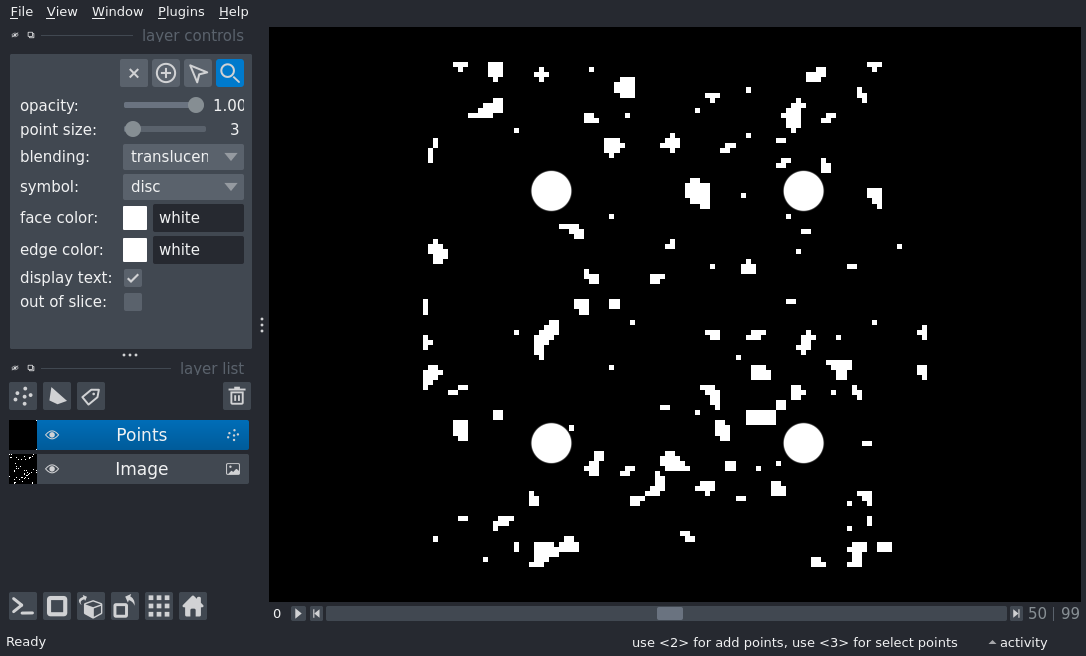 File View Window Plugins Help
layer controls
opacity: 1.00
point size: 3
blending: translucen
symbol: disc
face color: white
edge color: white
display text:
out of slice:
layer list
Points
Image
0 50 99
Ready use <2> for add points, use <3> for select points activity